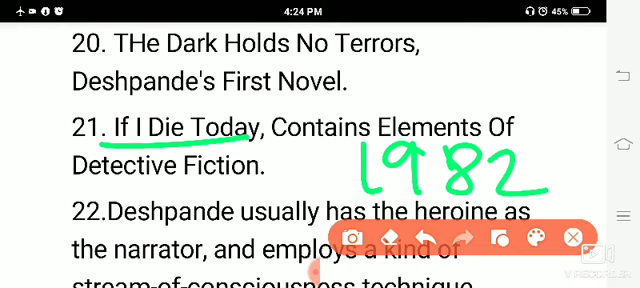 4:24 PM
45%
20. THe Dark Holds No Terrors,
Deshpande's First Novel.
21. If I Die Today, Contains Elements Of
Detective Fiction.
1982
22.Deshpande usually has the heroine as
the narrator, and employs a kind of
stream-of-consciousness technique
V RECORDER